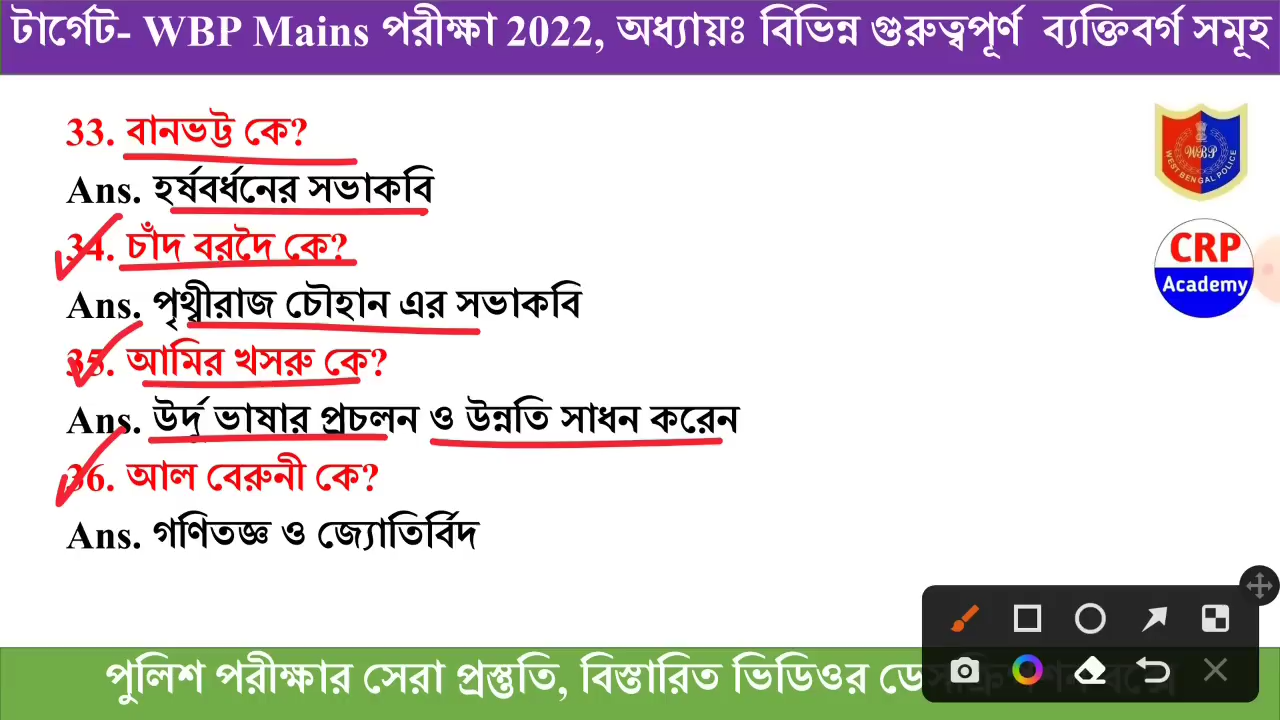 টার্গেট- WBP Mains পরীক্ষা 2022, অধ্যায়ঃ বিভিন্ন গুরুত্বপূর্ণ ব্যক্তিবর্গ সমূহ
33. বানভট্ট কে?
Ans. হর্ষবর্ধনের সভাকবি
34. চাঁদ বরদৈ কে?
Ans. পৃথ্বীরাজ চৌহান এর সভাকবি
35. আমির খসরু কে?
Ans. উর্দু ভাষার প্রচলন ও উন্নতি সাধন করেন
36. আল বেরুনী কে?
Ans. গণিতজ্ঞ ও জ্যোতির্বিদ
WBP
WEST BENGAL POLICE
CRP
Academy
পুলিশ পরীক্ষার সেরা প্রস্তুতি, বিস্তারিত ভিডিওর